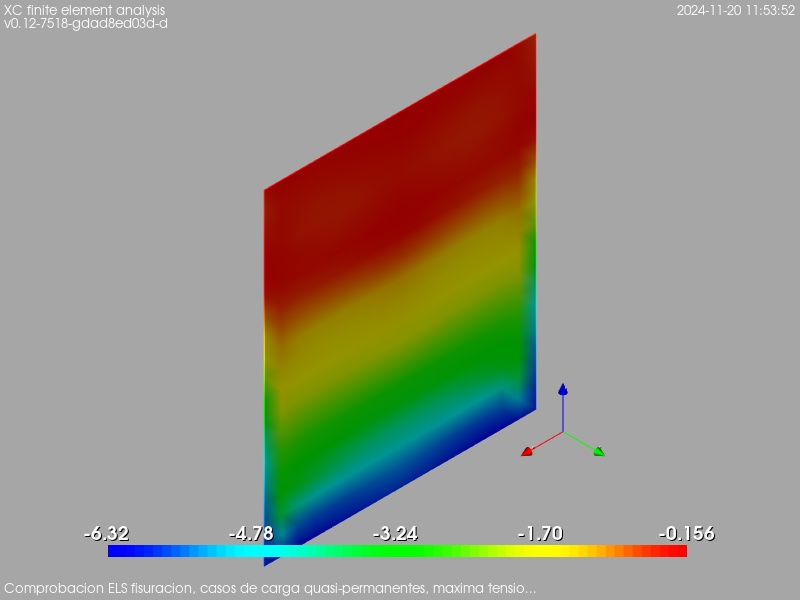 XC finite element analysis
v0.12-7518-gdad8ed03d-d
2024-11-20 11:53:52
-6.32 -4.78 -3.24 -1.70 -0.156
Comprobacion ELS fisuracion, casos de carga quasi-permanentes, maxima tensio...